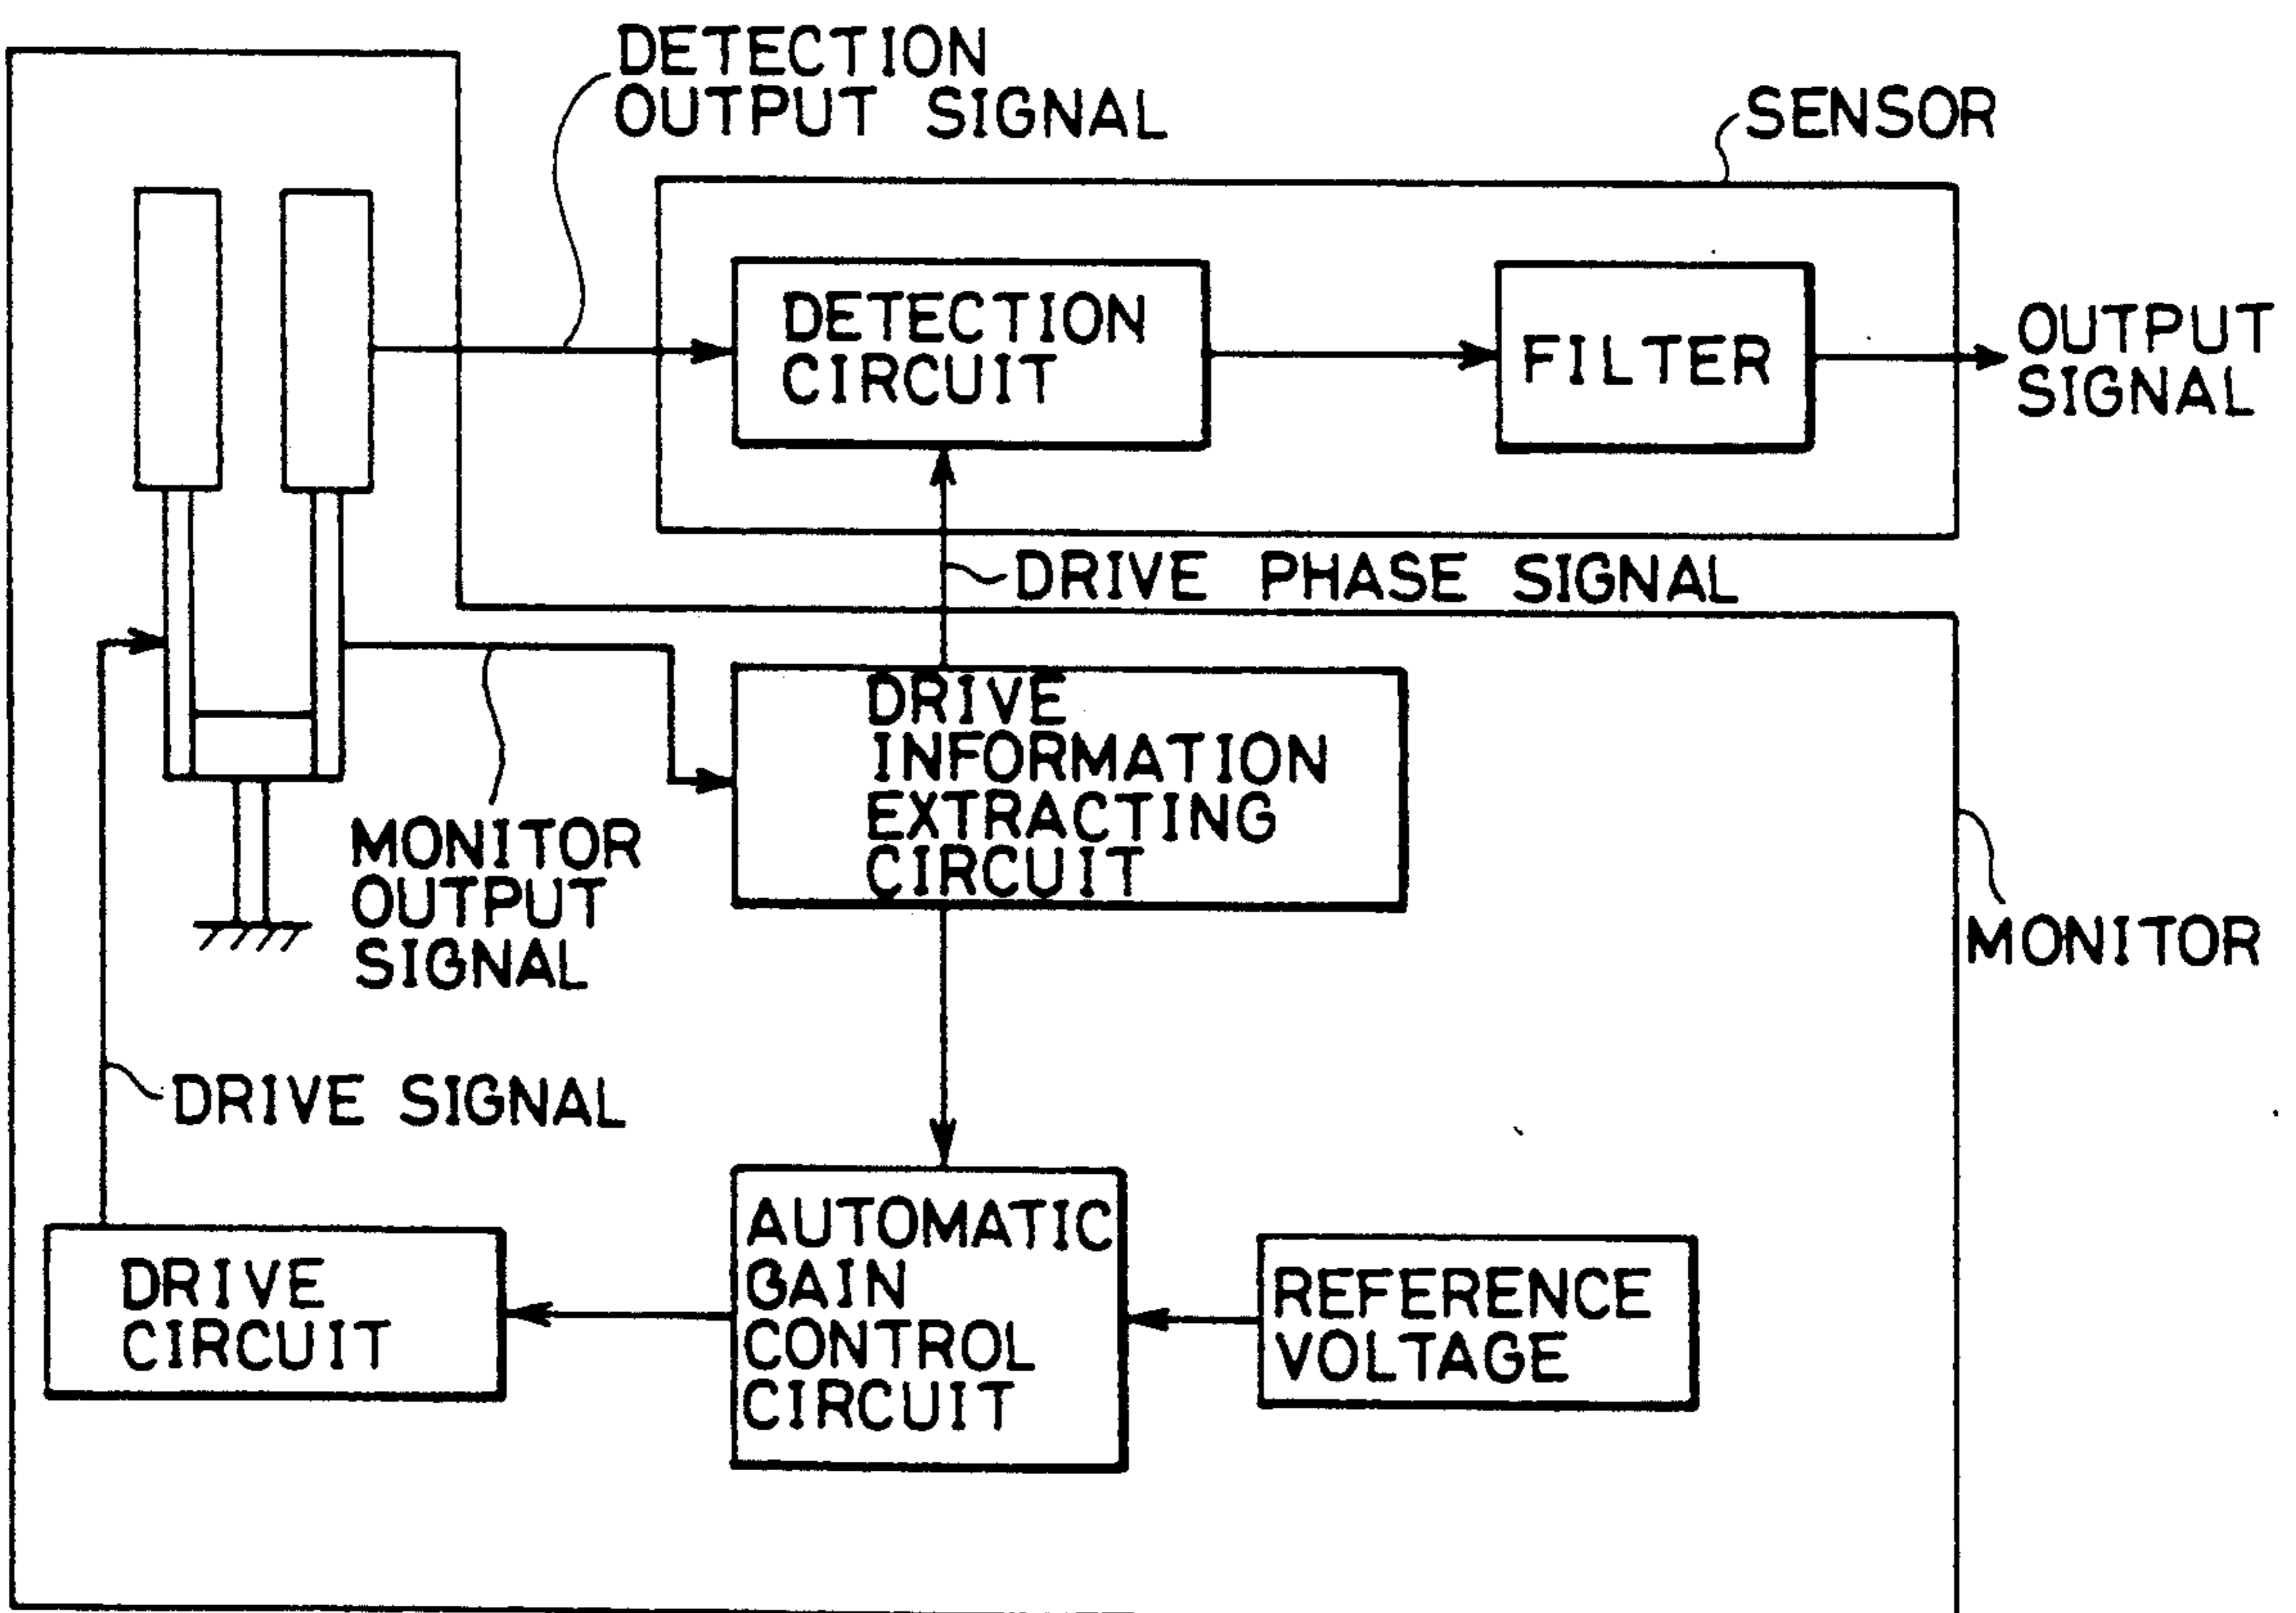 DETECTION
OUTPUT SIGNAL
SENSOR
DETECTION
CIRCUIT
FILTER
OUTPUT
SIGNAL
DRIVE PHASE SIGNAL
DRIVE
INFORMATION
EXTRACTING
CIRCUIT
MONITOR
OUTPUT
SIGNAL
MONITOR
DRIVE SIGNAL
DRIVE
CIRCUIT
AUTOMATIC
GAIN
CONTROL
CIRCUIT
REFERENCE
VOLTAGE